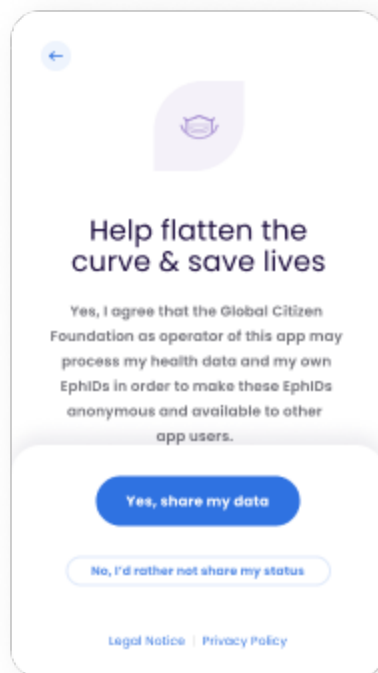 Help flatten the
curve & save lives
Yes, I agree that the Global Citizen
Foundation as operator of this app may
process my health data and my own
EphIDs in order to make these EphIDs
anonymous and available to other
app users.
Yes, share my data
No, I'd rather not share my status
Legal Notice | Privacy Policy